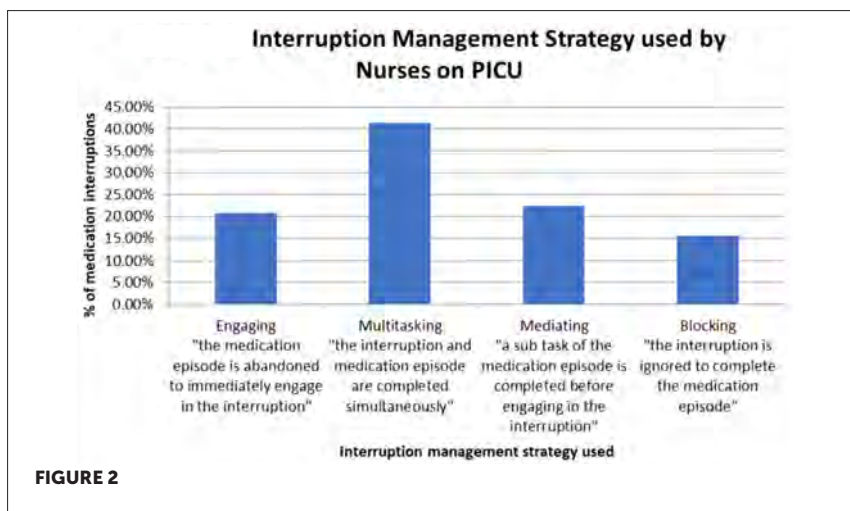 Interruption Management Strategy used by
Nurses on PICU
% of medication interruptions
45.00%
40.00%
35.00%
30.00%
25.00%
20.00%
15.00%
10.00%
5.00%
0.00%
Engaging
"the medication
episode is abandoned
to immediately engage
in the interruption"
Multitasking
"the interruption and
medication episode
are completed
simultaneously"
Mediating
"a sub task of the
medication episode is
completed before
engaging in the
interruption"
Blocking
"the interruption is
ignored to complete
the medication
episode"
Interruption management strategy used
FIGURE 2